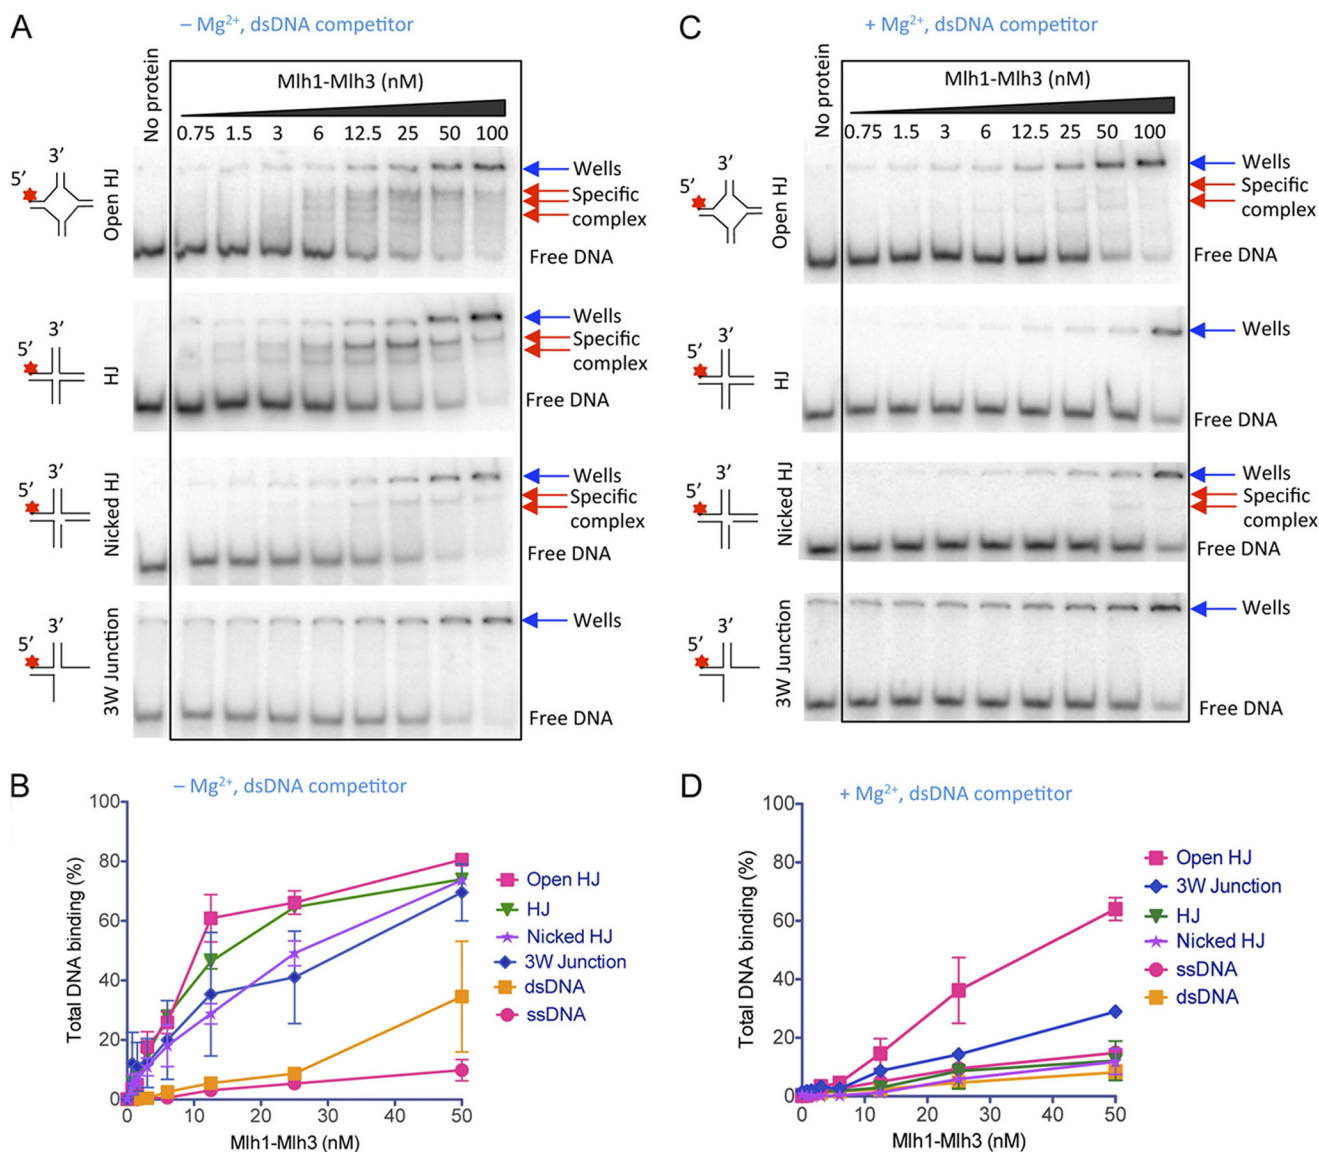 A
– Mg²⁺, dsDNA competitor
No protein
Mlh1-Mlh3 (nM)
0.75 1.5 3 6 12.5 25 50 100
5’ 3’
Open HJ
Wells
Specific
complex
Free DNA
5’ 3’
HJ
Wells
Specific
complex
Free DNA
5’ 3’
Nicked HJ
Wells
Specific
complex
Free DNA
5’ 3’
3W Junction
Wells
Free DNA
B
– Mg²⁺, dsDNA competitor
Total DNA binding (%)
100
80
60
40
20
0
0 10 20 30 40 50
Mlh1-Mlh3 (nM)
Open HJ
HJ
Nicked HJ
3W Junction
dsDNA
ssDNA
C
+ Mg²⁺, dsDNA competitor
No protein
Mlh1-Mlh3 (nM)
0.75 1.5 3 6 12.5 25 50 100
5’ 3’
Open HJ
Wells
Specific
complex
Free DNA
5’ 3’
HJ
Wells
Free DNA
5’ 3’
Nicked HJ
Wells
Specific
complex
Free DNA
5’ 3’
3W Junction
Wells
Free DNA
D
+ Mg²⁺, dsDNA competitor
Total DNA binding (%)
100
80
60
40
20
0
0 10 20 30 40 50
Mlh1-Mlh3 (nM)
Open HJ
3W Junction
HJ
Nicked HJ
ssDNA
dsDNA